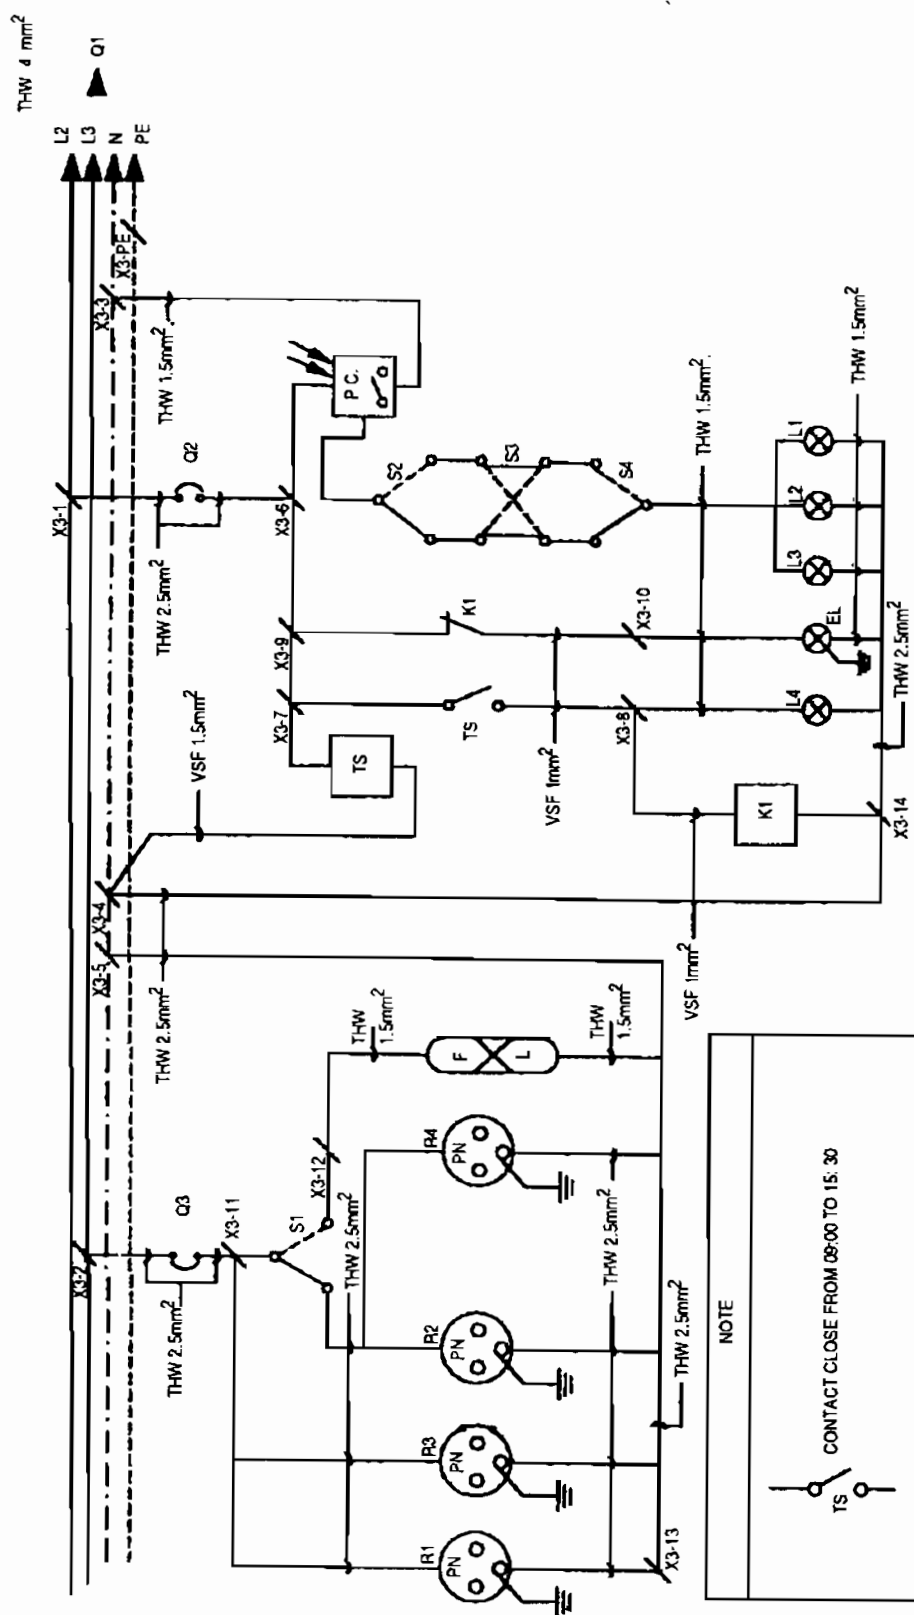 THW 4 mm²
Q1
L2
L3
N
PE
X3-PE
X3-3
THW 1.5mm²
X3-1
Q2
THW 2.5mm²
X3-6
P.C.
S2
S3
S4
THW 1.5mm²
L1
L2
L3
EL
L4
THW 1.5mm²
X3-9
K1
X3-10
X3-7
TS
X3-8
VSF 1mm²
TS
VSF 1.5mm²
K1
VSF 1mm²
X3-14
THW 2.5mm²
X3-4
X3-5
THW 2.5mm²
X3-2
Q3
THW 2.5mm²
X3-11
S1
X3-12
THW
1.5mm²
F
L
THW
1.5mm²
THW 2.5mm²
R4
PN
R2
PN
R3
PN
R1
PN
THW 2.5mm²
THW 2.5mm²
X3-13
NOTE
TS
CONTACT CLOSE FROM 09:00 TO 15: 30